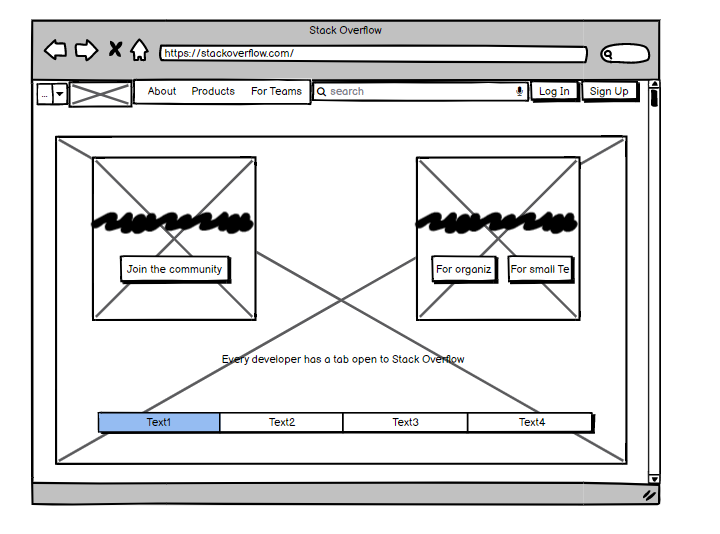 Stack Overflow
https://stackoverflow.com/
... About Products For Teams search Log In Sign Up
Join the community For organiz For small Te
Every developer has a tab open to Stack Overflow
Text1 Text2 Text3 Text4